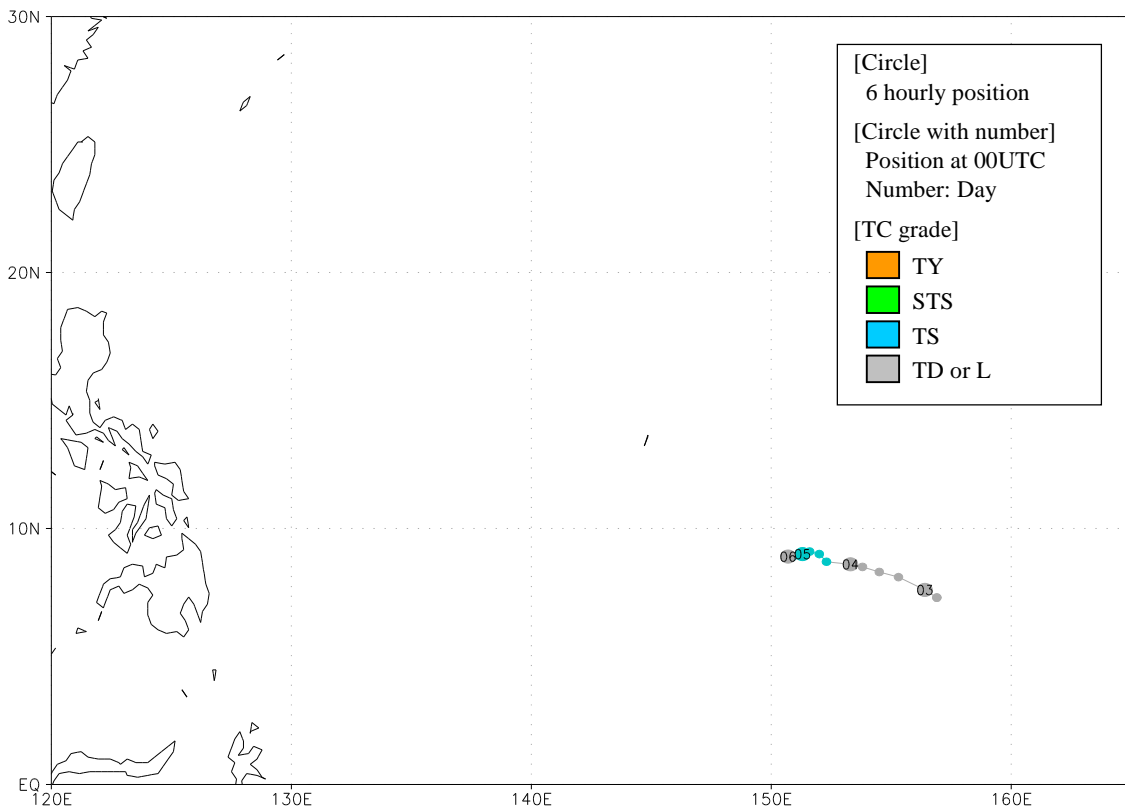 30N
[Circle]
6 hourly position
[Circle with number]
Position at 00UTC
Number: Day
[TC grade]
TY
STS
TS
TD or L
20N
10N
06 05 04 03
EQ
120E 130E 140E 150E 160E